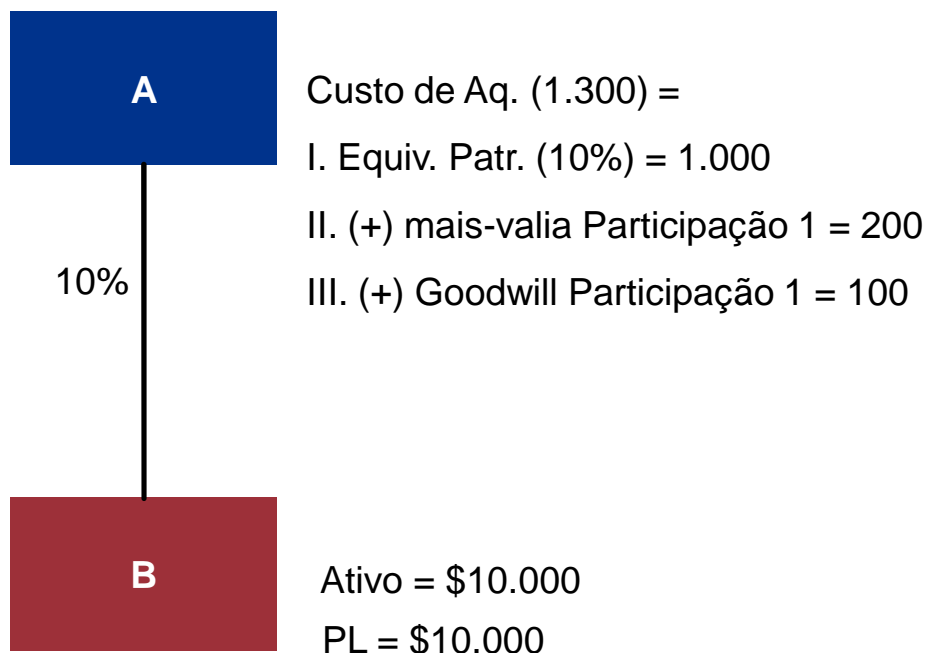 A
Custo de Aq. (1.300) =
I. Equiv. Patr. (10%) = 1.000
II. (+) mais-valia Participação 1 = 200
10%
III. (+) Goodwill Participação 1 = 100
B
Ativo = $10.000
PL = $10.000